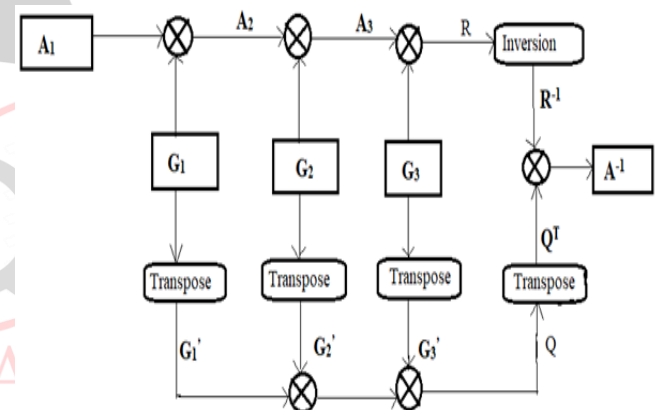 A1
A2
A3
R
Inversion
R-1
G1
G2
G3
A-1
QT
Transpose
Transpose
Transpose
Transpose
G1'
G2'
G3'
Q